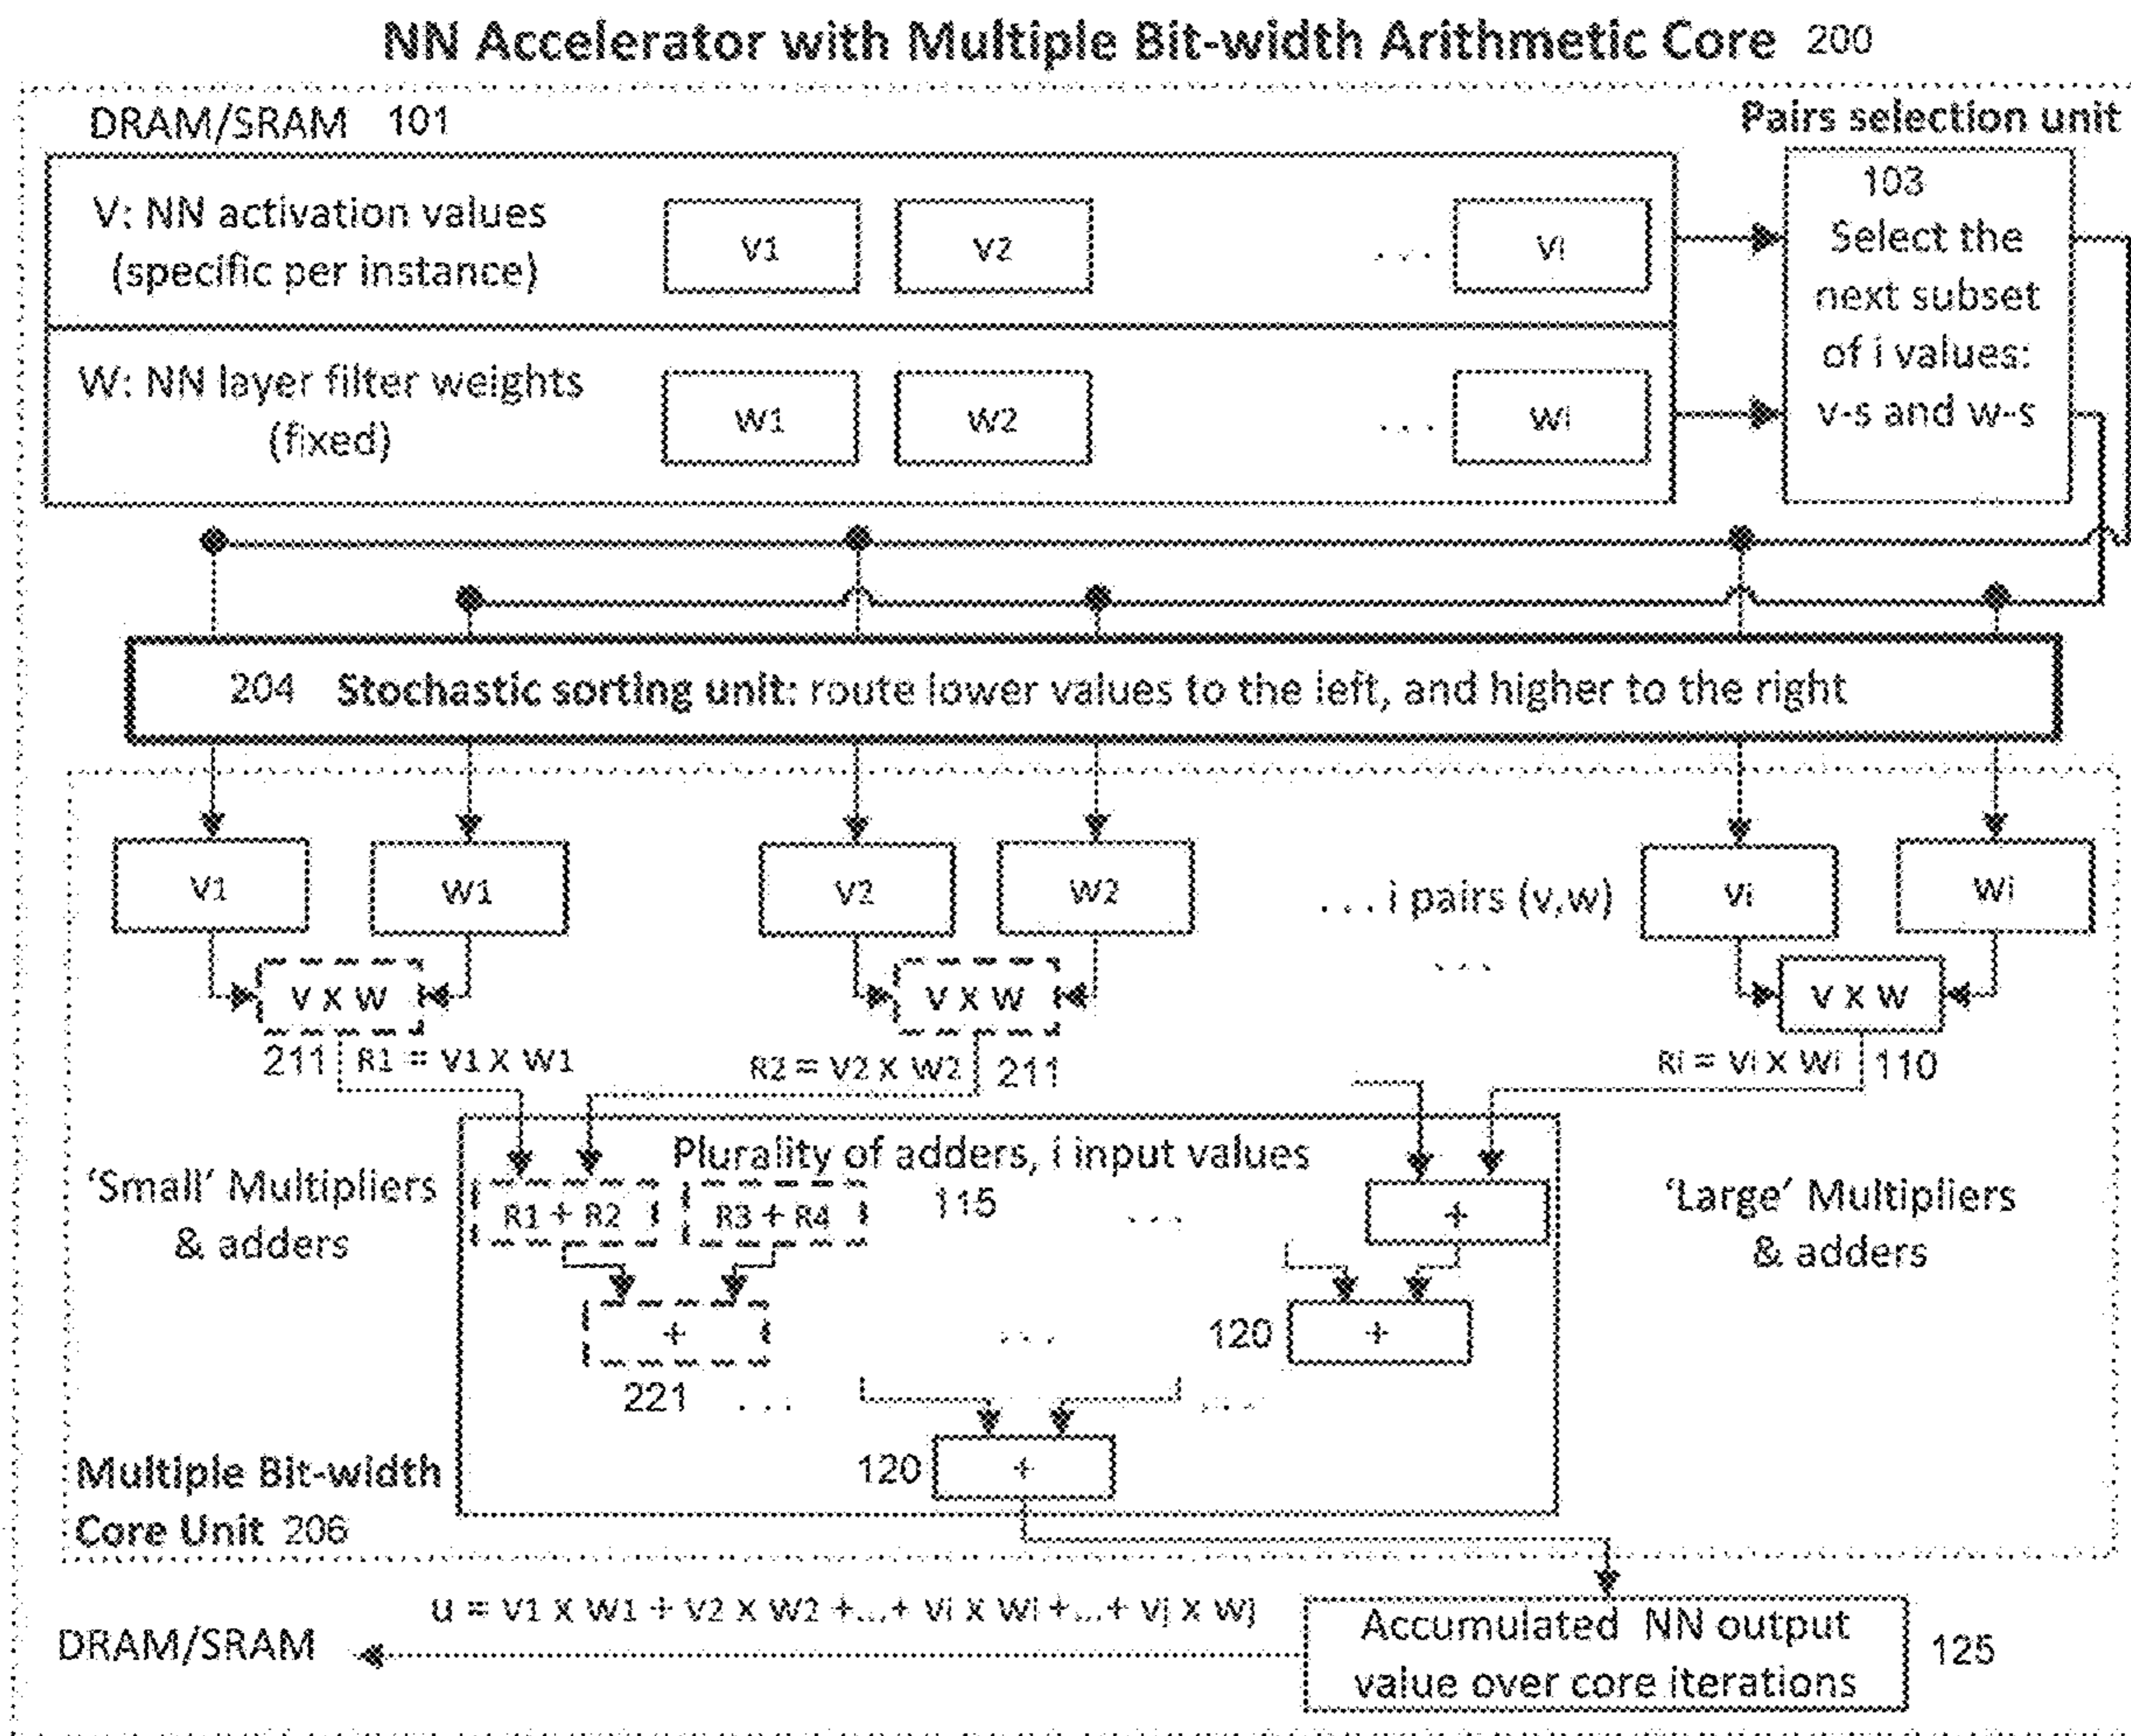 NN Accelerator with Multiple Bit-width Arithmetic Core 200
DRAM/SRAM 101
Pairs selection unit
V: NN activation values
(specific per instance)
v1
v2
...
vi
W: NN layer filter weights
(fixed)
w1
w2
...
wi
103
Select the
next subset
of i values:
v-s and w-s
204 Stochastic sorting unit: route lower values to the left, and higher to the right
v1
w1
v2
w2
... i pairs (v,w)
vi
wi
v x w
v x w
...
v x w
211
R1 = v1 x w1
R2 = v2 x w2
211
Ri = vi x wi
110
'Small' Multipliers
& adders
Plurality of adders, i input values
115
R1 + R2
R3 + R4
...
+
'Large' Multipliers
& adders
+
221
...
...
120
+
...
120
+
Multiple Bit-width
Core Unit 206
u = v1 x w1 + v2 x w2 +...+ vi x wi +...+ vj x wj
DRAM/SRAM
Accumulated NN output
value over core iterations
125